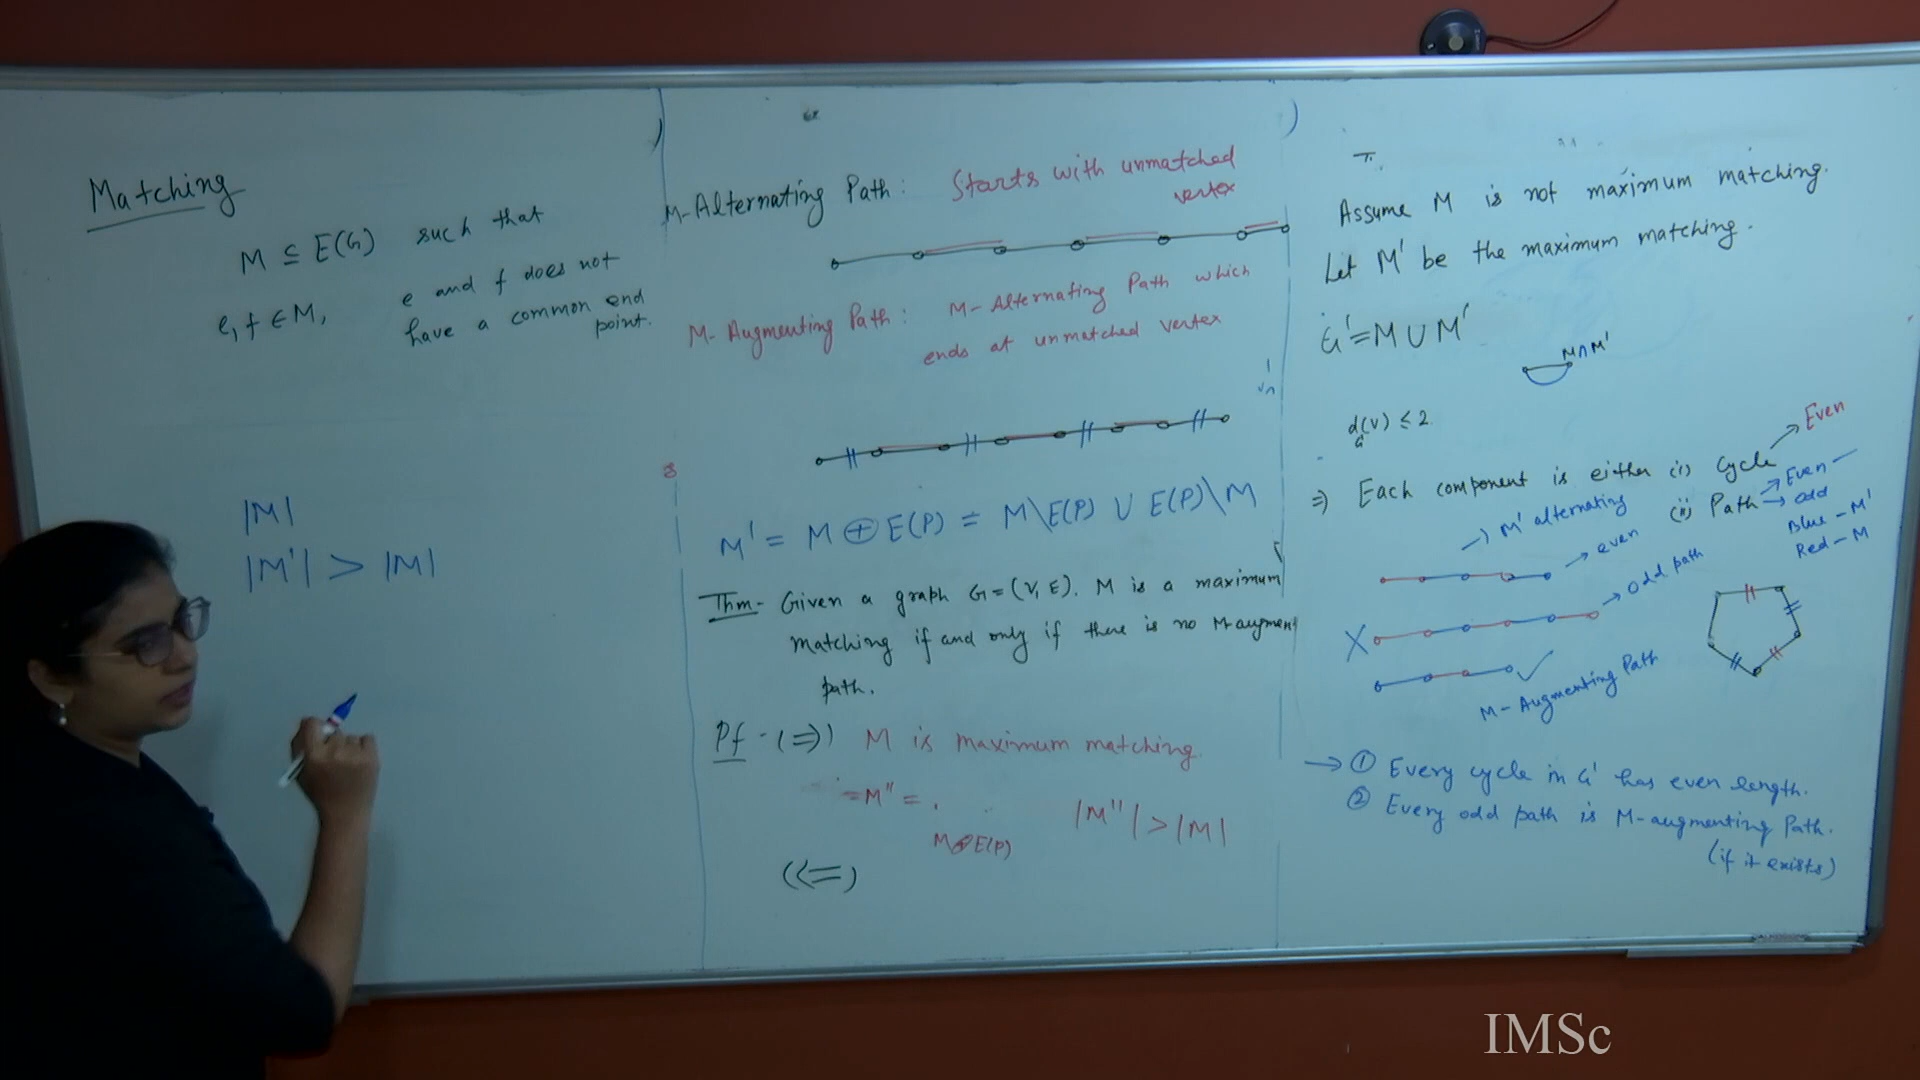 Matching
M ⊆ E(G) such that
e, f ∈ M, e and f does not
have a common end
point.
|M|
|M'| > |M|
M-Alternating Path: Starts with unmatched
vertex
M-Augmenting Path: M-Alternating Path which
ends at unmatched vertex
M' = M ⊕ E(P) = M\E(P) ∪ E(P)\M
Thm- Given a graph G=(V, E). M is a maximum
matching if and only if there is no M-augment
path.
Pf - (⇒) M is maximum matching.
=M'' = .
M⊕E(P)
|M''| > |M|
(⇐)
Assume M is not maximum matching.
Let M' be the maximum matching.
G'=M ∪ M'
M∩M'
d(v) ≤ 2
G
⇒ Each component is either (i) Cycle → Even
(ii) Path → Even
→ odd
→ M' alternating
Blue - M'
Red - M
→ even
→ odd path
X
M-Augmenting Path
→ ① Every cycle in G' has even length.
② Every odd path is M-augmenting Path.
(if it exists)
IMSc